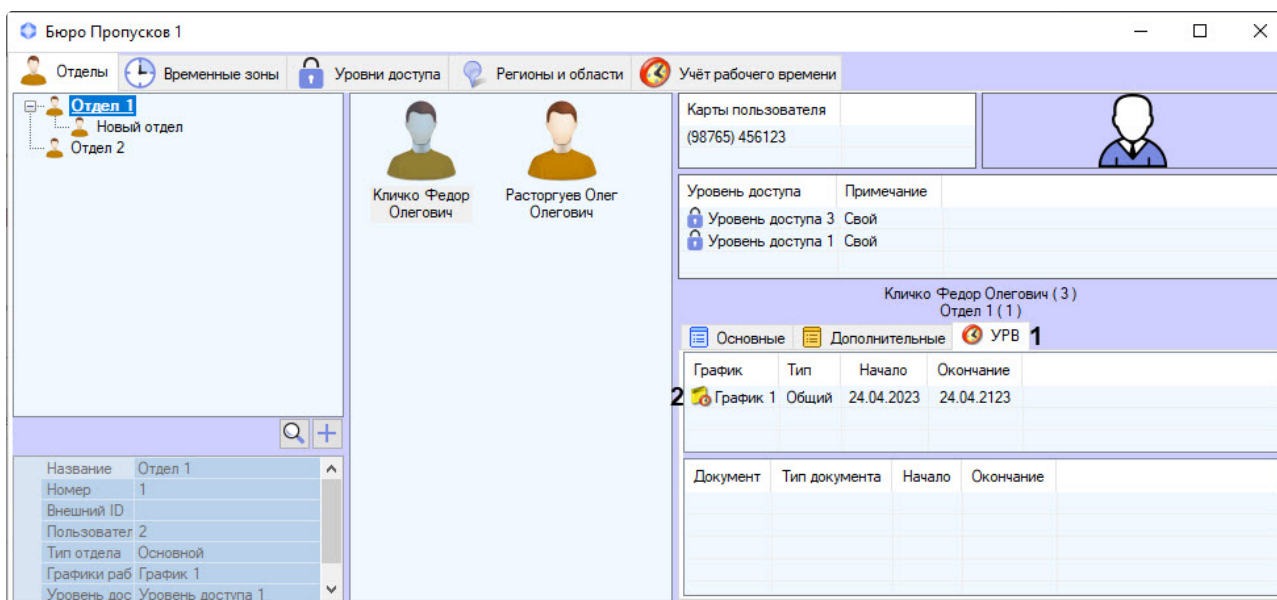 Бюро Пропусков 1
Отделы Временные зоны Уровни доступа Регионы и области Учёт рабочего времени
Отдел 1
Новый отдел
Отдел 2
Кличко Федор
Олегович
Расторгуев Олег
Олегович
Карты пользователя
(98765) 456123
Уровень доступа Примечание
Уровень доступа 3 Свой
Уровень доступа 1 Свой
Кличко Федор Олегович ( 3 )
Отдел 1 ( 1 )
Основные Дополнительные УРВ 1
График Тип Начало Окончание
2 График 1 Общий 24.04.2023 24.04.2123
Документ Тип документа Начало Окончание
Название Отдел 1
Номер 1
Внешний ID
Пользовател 2
Тип отдела Основной
Графики раб График 1
Уровень дос Уровень доступа 1